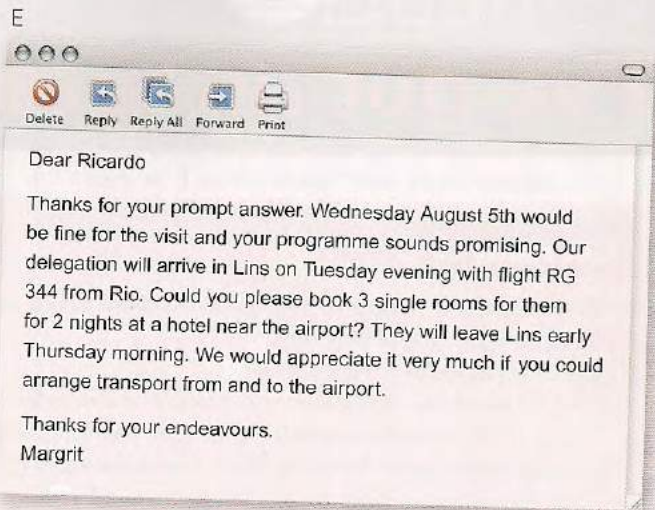 E
Delete Reply Reply All Forward Print
Dear Ricardo
Thanks for your prompt answer. Wednesday August 5th would
be fine for the visit and your programme sounds promising. Our
delegation will arrive in Lins on Tuesday evening with flight RG
344 from Rio. Could you please book 3 single rooms for them
for 2 nights at a hotel near the airport? They will leave Lins early
Thursday morning. We would appreciate it very much if you could
arrange transport from and to the airport.
Thanks for your endeavours.
Margrit